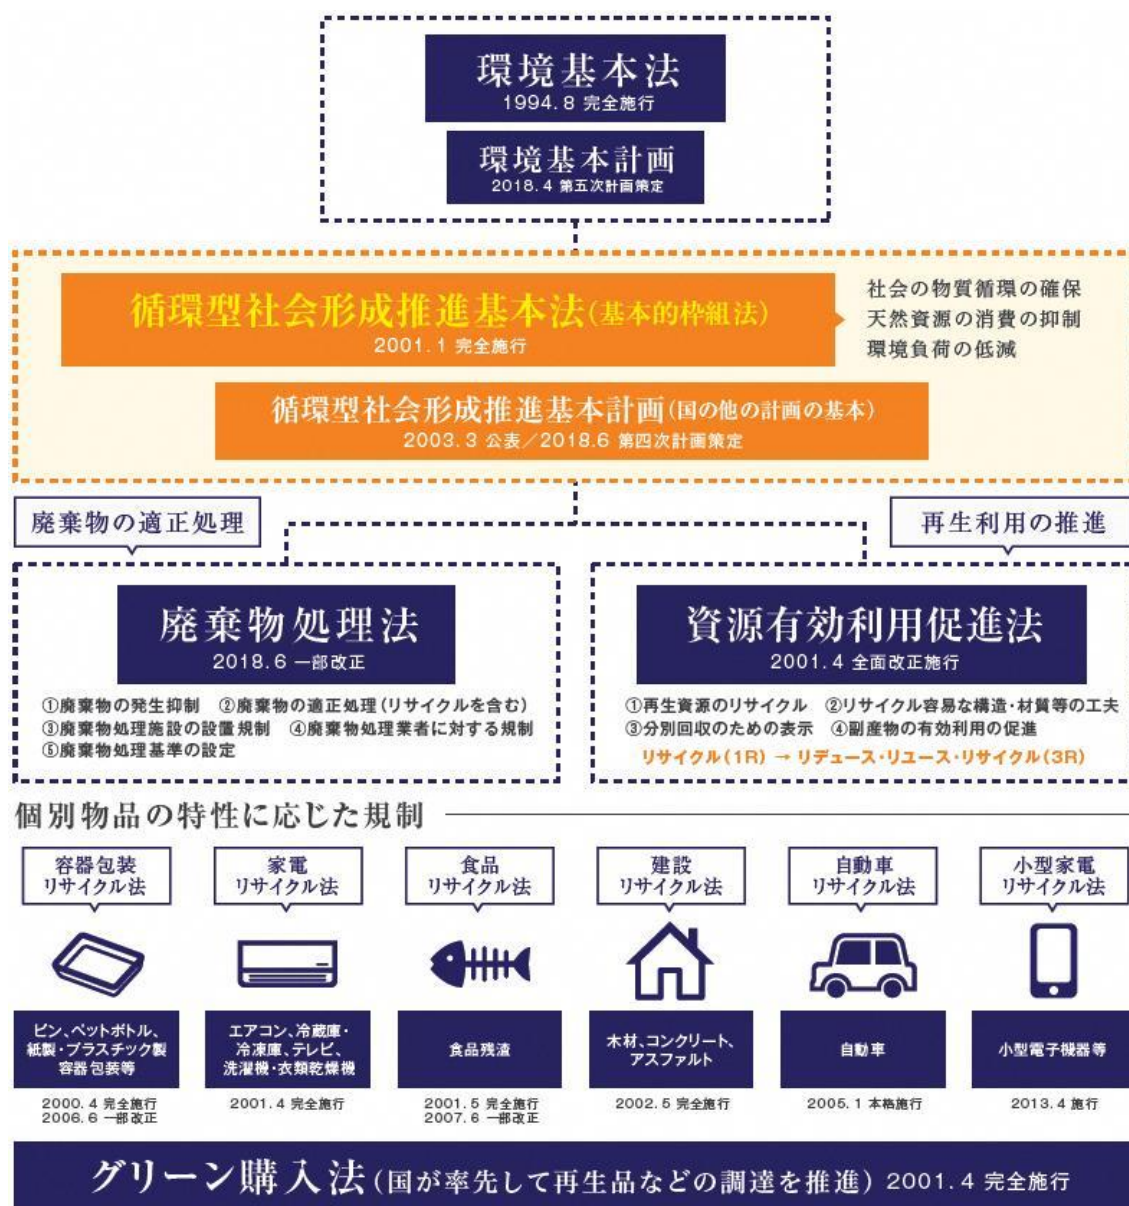 環境基本法
1994.8 完全施行
環境基本計画
2018.4 第五次計画策定
循環型社会形成推進基本法(基本的枠組法)
2001.1 完全施行
社会の物質循環の確保
天然資源の消費の抑制
環境負荷の低減
循環型社会形成推進基本計画(国の他の計画の基本)
2003.3 公表/2018.6 第四次計画策定
廃棄物の適正処理
再生利用の推進
廃棄物処理法
2018.6 一部改正
①廃棄物の発生抑制 ②廃棄物の適正処理(リサイクルを含む)
③廃棄物処理施設の設置規制 ④廃棄物処理業者に対する規制
⑤廃棄物処理基準の設定
資源有効利用促進法
2001.4 全面改正施行
①再生資源のリサイクル ②リサイクル容易な構造・材質等の工夫
③分別回収のための表示 ④副産物の有効利用の促進
リサイクル(1R) → リデュース・リユース・リサイクル(3R)
個別物品の特性に応じた規制
容器包装
リサイクル法
ビン、ペットボトル、
紙製・プラスチック製
容器包装等
2000.4 完全施行
2006.6 一部改正
家電
リサイクル法
エアコン、冷蔵庫・
冷凍庫、テレビ、
洗濯機・衣類乾燥機
2001.4 完全施行
食品
リサイクル法
食品残渣
2001.5 完全施行
2007.6 一部改正
建設
リサイクル法
木材、コンクリート、
アスファルト
2002.5 完全施行
自動車
リサイクル法
自動車
2005.1 本格施行
小型家電
リサイクル法
小型電子機器等
2013.4 施行
グリーン購入法(国が率先して再生品などの調達を推進) 2001.4 完全施行